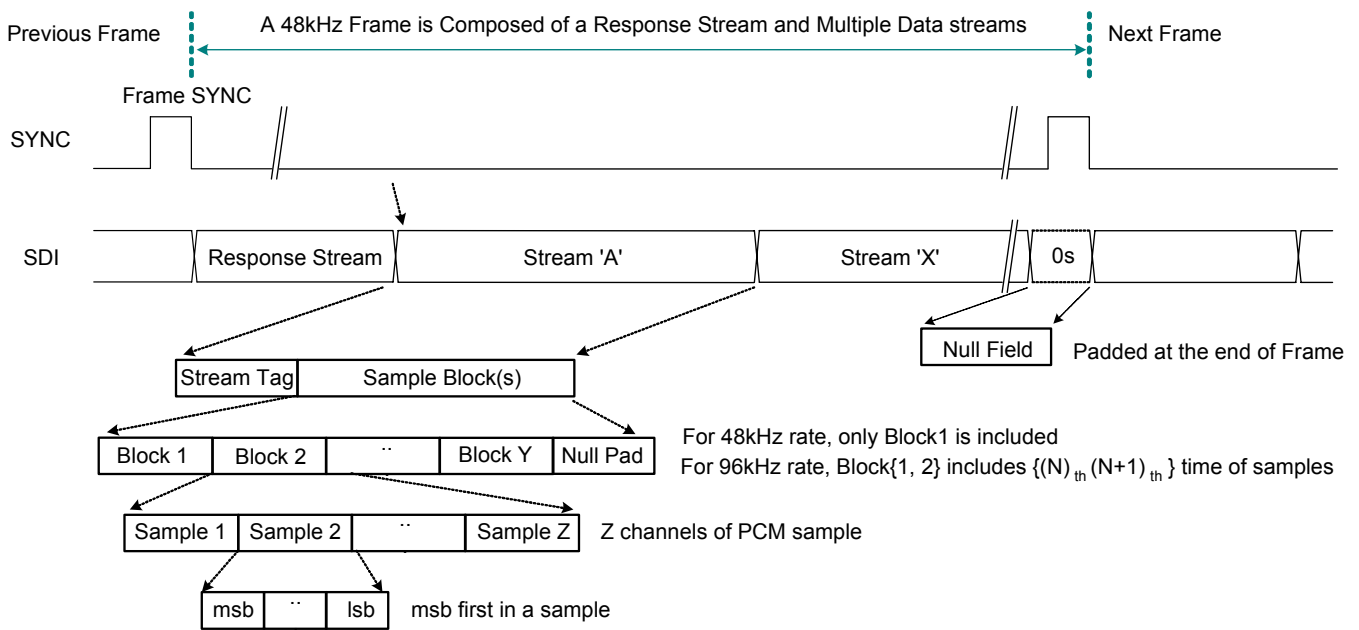 Previous Frame
A 48kHz Frame is Composed of a Response Stream and Multiple Data streams
Next Frame
Frame SYNC
SYNC
SDI
Response Stream
Stream 'A'
Stream 'X'
0s
Null Field
Padded at the end of Frame
Stream Tag
Sample Block(s)
Block 1
Block 2
..
Block Y
Null Pad
For 48kHz rate, only Block1 is included
For 96kHz rate, Block{1, 2} includes {(N) th (N+1) th } time of samples
Sample 1
Sample 2
..
Sample Z
Z channels of PCM sample
msb
..
lsb
msb first in a sample